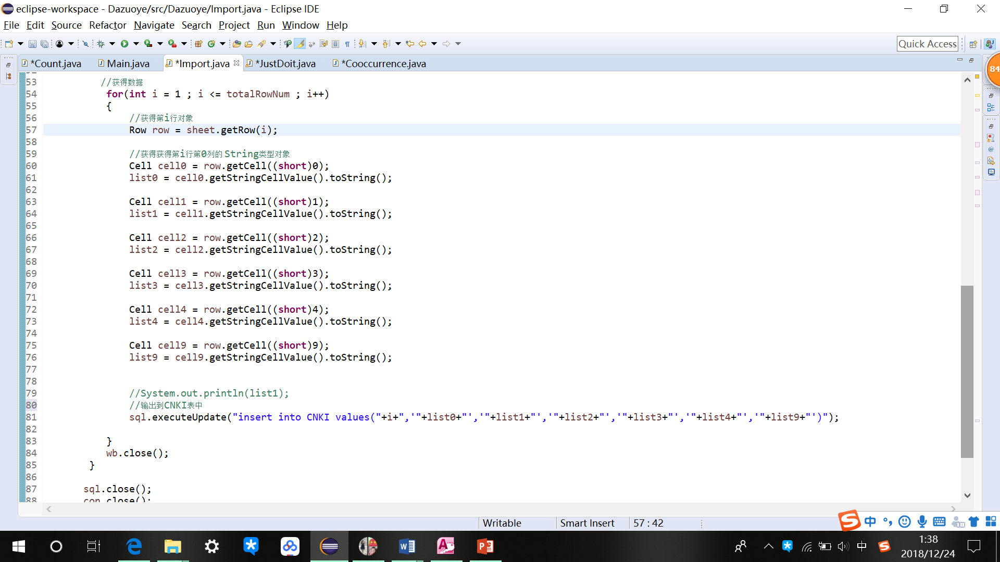 eclipse-workspace - Dazuoye/src/Dazuoye/Import.java - Eclipse IDE
File Edit Source Refactor Navigate Search Project Run Window Help
Quick Access
*Count.java Main.java *Import.java *JustDoit.java *Cooccurrence.java
84
53 //获得数据
54 for(int i = 1 ; i <= totalRowNum ; i++)
55 {
56 //获得第i行对象
57 Row row = sheet.getRow(i);
58
59 //获得获得第i行第0列的 String类型对象
60 Cell cell0 = row.getCell((short)0);
61 list0 = cell0.getStringCellValue().toString();
62
63 Cell cell1 = row.getCell((short)1);
64 list1 = cell1.getStringCellValue().toString();
65
66 Cell cell2 = row.getCell((short)2);
67 list2 = cell2.getStringCellValue().toString();
68
69 Cell cell3 = row.getCell((short)3);
70 list3 = cell3.getStringCellValue().toString();
71
72 Cell cell4 = row.getCell((short)4);
73 list4 = cell4.getStringCellValue().toString();
74
75 Cell cell9 = row.getCell((short)9);
76 list9 = cell9.getStringCellValue().toString();
77
78
79 //System.out.println(list1);
80 //输出到CNKI表中
81 sql.executeUpdate("insert into CNKI values("+i+",'"+list0+"','"+list1+"','"+list2+"','"+list3+"','"+list4+"','"+list9+"')");
82
83 }
84 wb.close();
85 }
86
87 sql.close();
88 con.close();
Writable Smart Insert 57 : 42
中
中
1:38
2018/12/24